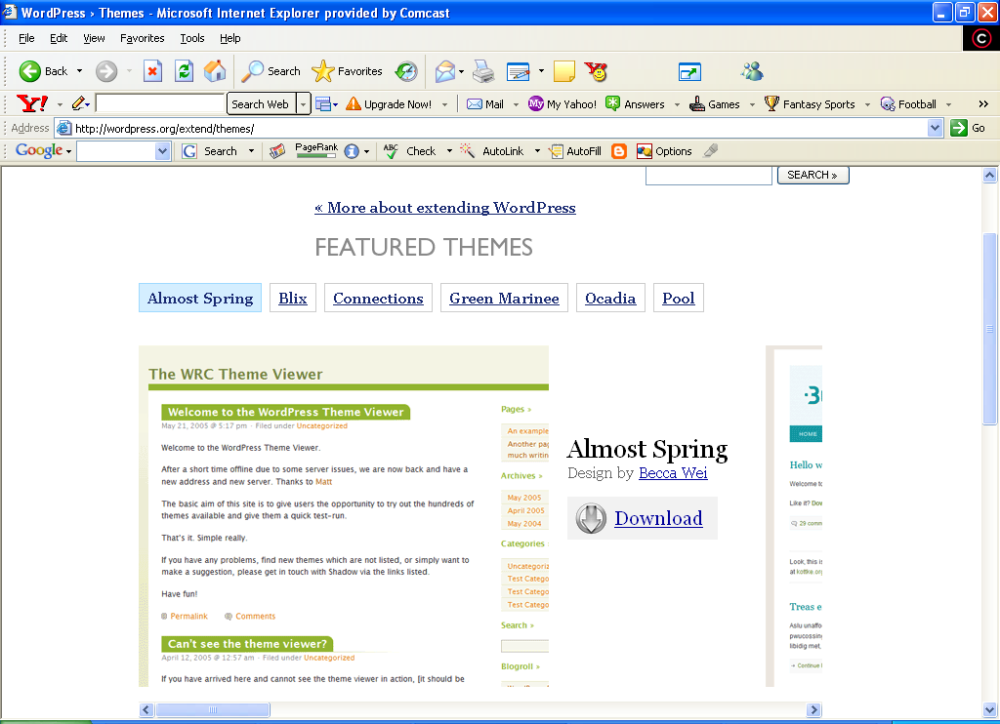 WordPress › Themes - Microsoft Internet Explorer provided by Comcast
File Edit View Favorites Tools Help
Back Search Favorites
Y! Search Web Upgrade Now! Mail My Yahoo! Answers Games Fantasy Sports Football »
Address http://wordpress.org/extend/themes/ Go
Google G Search PageRank ABC Check AutoLink AutoFill Options
SEARCH »
« More about extending WordPress
FEATURED THEMES
Almost Spring Blix Connections Green Marinee Ocadia Pool
The WRC Theme Viewer
Welcome to the WordPress Theme Viewer
May 21, 2005 @ 5:17 pm · Filed under Uncategorized
Welcome to the WordPress Theme Viewer.
After a short time offline due to some server issues, we are now back and have a
new address and new server. Thanks to Matt
The basic aim of this site is to give users the opportunity to try out the hundreds of
themes available and give them a quick test-run.
That's it. Simple really.
If you have any problems, find new themes which are not listed, or simply want to
make a suggestion, please get in touch with Shadow via the links listed.
Have fun!
Permalink Comments
Can't see the theme viewer?
April 12, 2005 @ 12:57 am · Filed under Uncategorized
If you have arrived here and cannot see the theme viewer in action, [it should be
Pages »
An example
Another pag
much writin
Archives »
May 2005
April 2005
May 2004
Categories
Uncategoriz
Test Catego
Test Catego
Test Catego
Search »
Blogroll »
Almost Spring
Design by Becca Wei
Download
HOME
Hello w
Welcome to
Like it? Dow
29 comm
Look, this is
at kottke.org
Treas e
Aslu unaffo
pwucossing
libidig met,
→ Continue